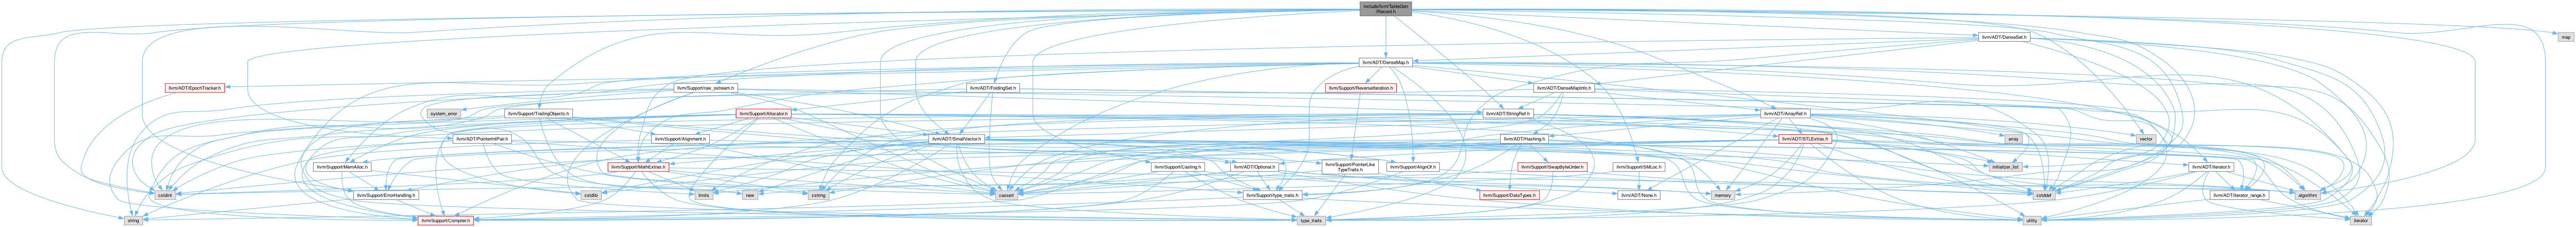 include/llvm/TableGen
/Record.h
llvm/ADT/DenseSet.h
map
llvm/ADT/DenseMap.h
llvm/ADT/EpochTracker.h
llvm/Support/raw_ostream.h
llvm/ADT/FoldingSet.h
llvm/Support/ReverseIteration.h
llvm/ADT/DenseMapInfo.h
system_error
llvm/Support/TrailingObjects.h
llvm/Support/Allocator.h
llvm/ADT/StringRef.h
llvm/ADT/ArrayRef.h
llvm/ADT/PointerIntPair.h
llvm/Support/Alignment.h
llvm/ADT/SmallVector.h
llvm/ADT/Hashing.h
llvm/ADT/STLExtras.h
array
vector
llvm/Support/MemAlloc.h
llvm/Support/MathExtras.h
llvm/Support/Casting.h
llvm/ADT/Optional.h
llvm/Support/PointerLike
TypeTraits.h
llvm/Support/AlignOf.h
llvm/Support/SwapByteOrder.h
llvm/Support/SMLoc.h
initializer_list
llvm/ADT/iterator.h
cstdint
llvm/Support/ErrorHandling.h
cstdlib
limits
new
cstring
cassert
llvm/Support/type_traits.h
llvm/Support/DataTypes.h
llvm/ADT/None.h
memory
cstddef
llvm/ADT/iterator_range.h
algorithm
string
llvm/Support/Compiler.h
type_traits
utility
iterator